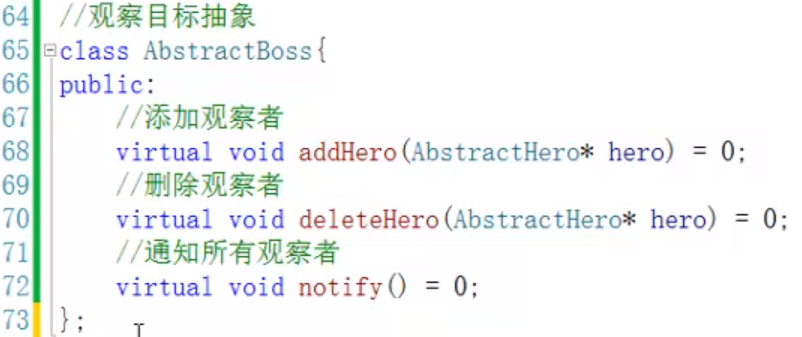 64 //观察目标抽象
65 class AbstractBoss{
66 public:
67 //添加观察者
68 virtual void addHero(AbstractHero* hero) = 0;
69 //删除观察者
70 virtual void deleteHero(AbstractHero* hero) = 0;
71 //通知所有观察者
72 virtual void notify() = 0;
73 };